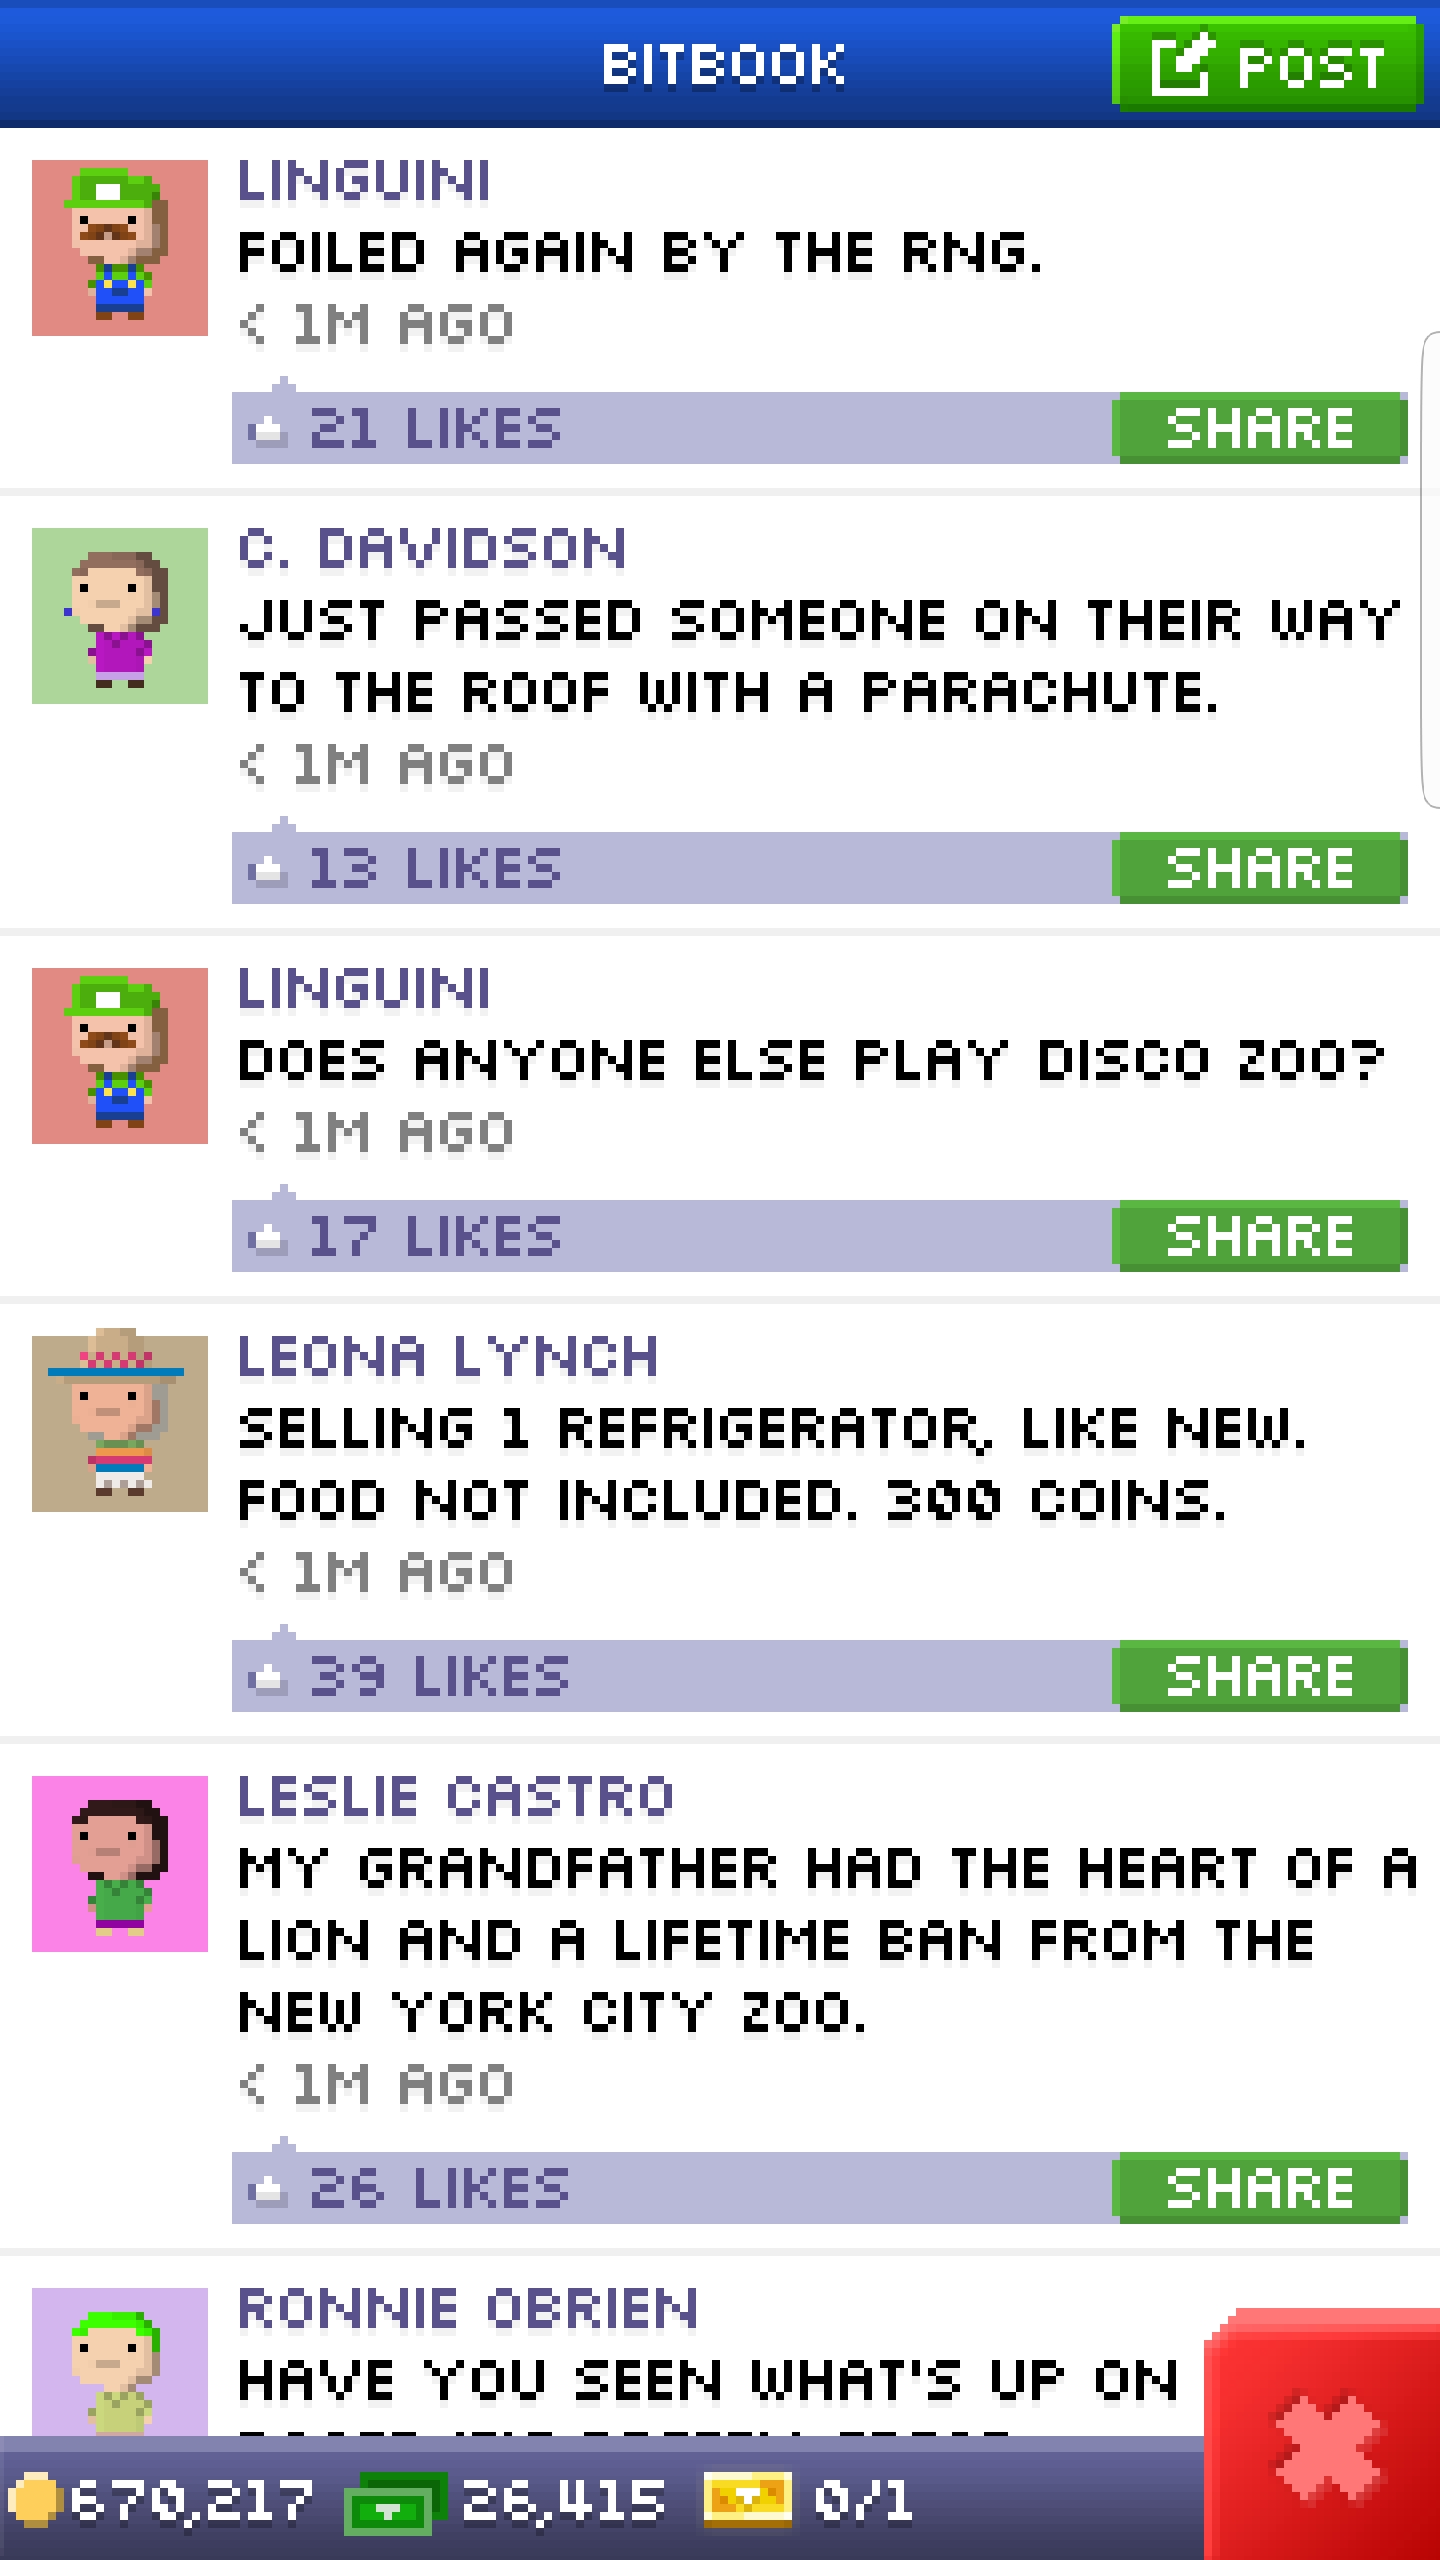 BITBOOK
POST
LINGUINI
FOILED AGAIN BY THE RNG.
< 1M AGO
21 LIKES
SHARE
C. DAVIDSON
JUST PASSED SOMEONE ON THEIR WAY
TO THE ROOF WITH A PARACHUTE.
< 1M AGO
13 LIKES
SHARE
LINGUINI
DOES ANYONE ELSE PLAY DISCO ZOO?
< 1M AGO
17 LIKES
SHARE
LEONA LYNCH
SELLING 1 REFRIGERATOR, LIKE NEW.
FOOD NOT INCLUDED. 300 COINS.
< 1M AGO
39 LIKES
SHARE
LESLIE CASTRO
MY GRANDFATHER HAD THE HEART OF A
LION AND A LIFETIME BAN FROM THE
NEW YORK CITY ZOO.
< 1M AGO
26 LIKES
SHARE
RONNIE OBRIEN
HAVE YOU SEEN WHAT'S UP ON
670,217 26,415 0/1